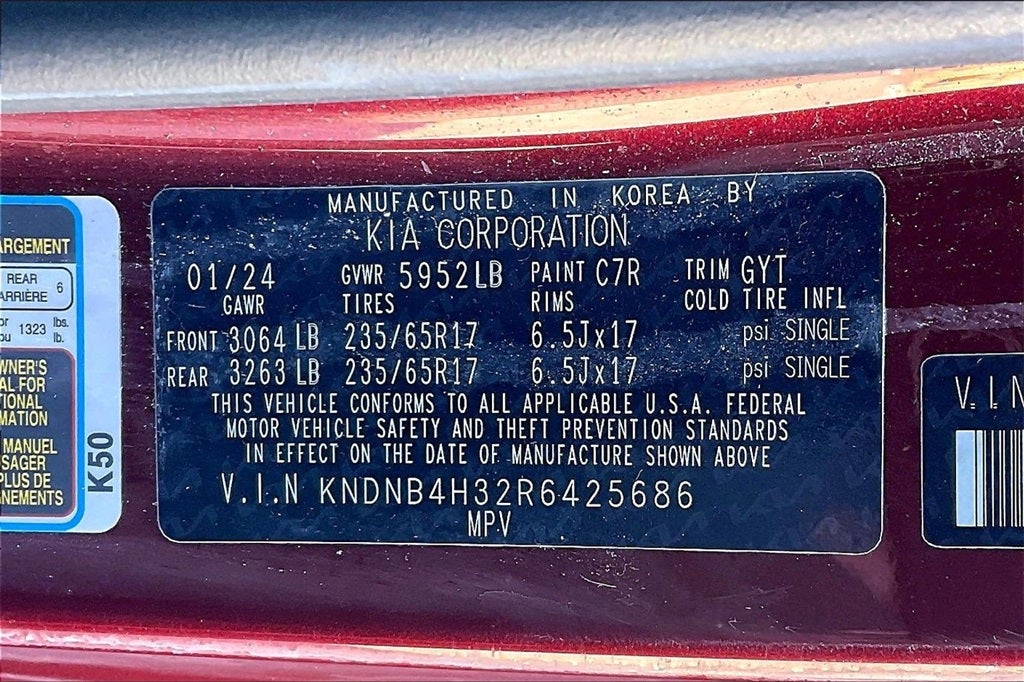 MANUFACTURED IN KOREA BY
KIA CORPORATION
01/24 GVWR 5952LB PAINT C7R TRIM GYT
GAWR TIRES RIMS COLD TIRE INFL
FRONT 3064 LB 235/65R17 6.5Jx17 psi SINGLE
REAR 3263 LB 235/65R17 6.5Jx17 psi SINGLE
THIS VEHICLE CONFORMS TO ALL APPLICABLE U.S.A. FEDERAL
MOTOR VEHICLE SAFETY AND THEFT PREVENTION STANDARDS
IN EFFECT ON THE DATE OF MANUFACTURE SHOWN ABOVE
V.I.N KNDNB4H32R6425686
MPV
ARGEMENT
REAR
ARRIÈRE 6
or 1323 lbs.
ou lb.
WNER'S
AL FOR
TIONAL
MATION
MANUEL
SAGER
PLUS DE
GNEMENTS
K50
V.I.N